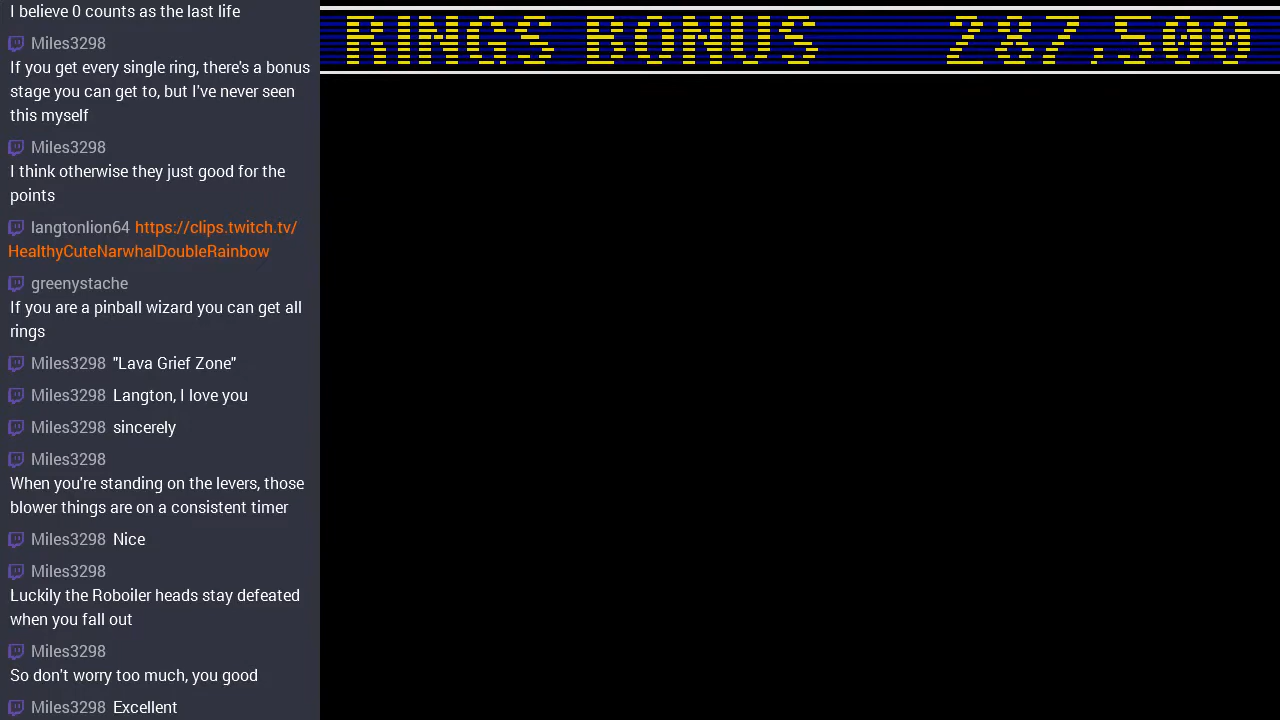 I believe 0 counts as the last life
Miles3298
If you get every single ring, there's a bonus
stage you can get to, but I've never seen
this myself
Miles3298
I think otherwise they just good for the
points
langtonlion64 https://clips.twitch.tv/
HealthyCuteNarwhalDoubleRainbow
greenystache
If you are a pinball wizard you can get all
rings
Miles3298 "Lava Grief Zone"
Miles3298 Langton, I love you
Miles3298 sincerely
Miles3298
When you're standing on the levers, those
blower things are on a consistent timer
Miles3298 Nice
Miles3298
Luckily the Roboiler heads stay defeated
when you fall out
Miles3298
So don't worry too much, you good
Miles3298 Excellent
RINGS BONUS 287,500